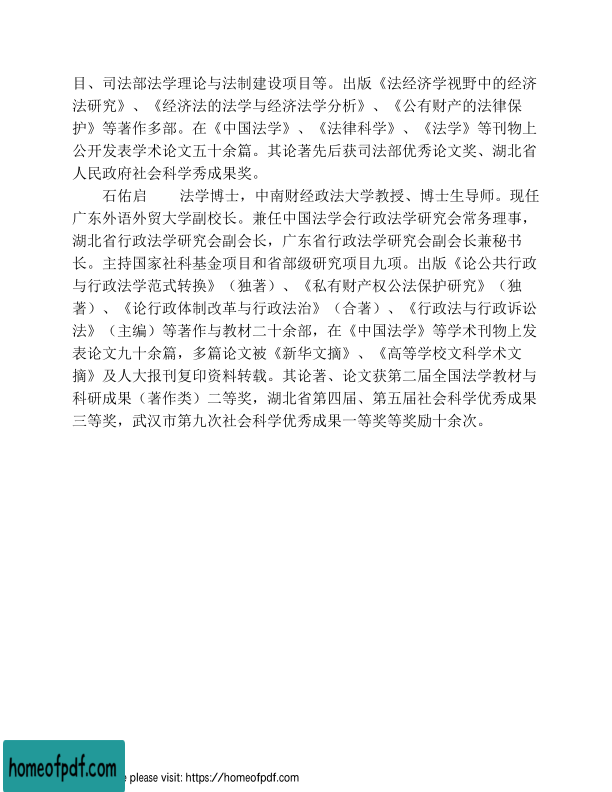 目、司法部法学理论与法制建设项目等。出版《法经济学视野中的经济
法研究》、《经济法的法学与经济法学分析》、《公有财产的法律保
护》等著作多部。在《中国法学》、《法律科学》、《法学》等刊物上
公开发表学术论文五十余篇。其论著先后获司法部优秀论文奖、湖北省
人民政府社会科学秀成果奖。
石佑启 法学博士，中南财经政法大学教授、博士生导师。现任
广东外语外贸大学副校长。兼任中国法学会行政法学研究会常务理事，
湖北省行政法学研究会副会长，广东省行政法学研究会副会长兼秘书
长。主持国家社科基金项目和省部级研究项目九项。出版《论公共行政
与行政法学范式转换》（独著）、《私有财产权公法保护研究》（独
著）、《论行政体制改革与行政法治》（合著）、《行政法与行政诉讼
法》（主编）等著作与教材二十余部，在《中国法学》等学术刊物上发
表论文九十余篇，多篇论文被《新华文摘》、《高等学校文科学术文
摘》及人大报刊复印资料转载。其论著、论文获第二届全国法学教材与
科研成果（著作类）二等奖，湖北省第四届、第五届社会科学优秀成果
三等奖，武汉市第九次社会科学优秀成果一等奖等奖励十余次。
homeofpdf.com
please visit: https://homeofpdf.com